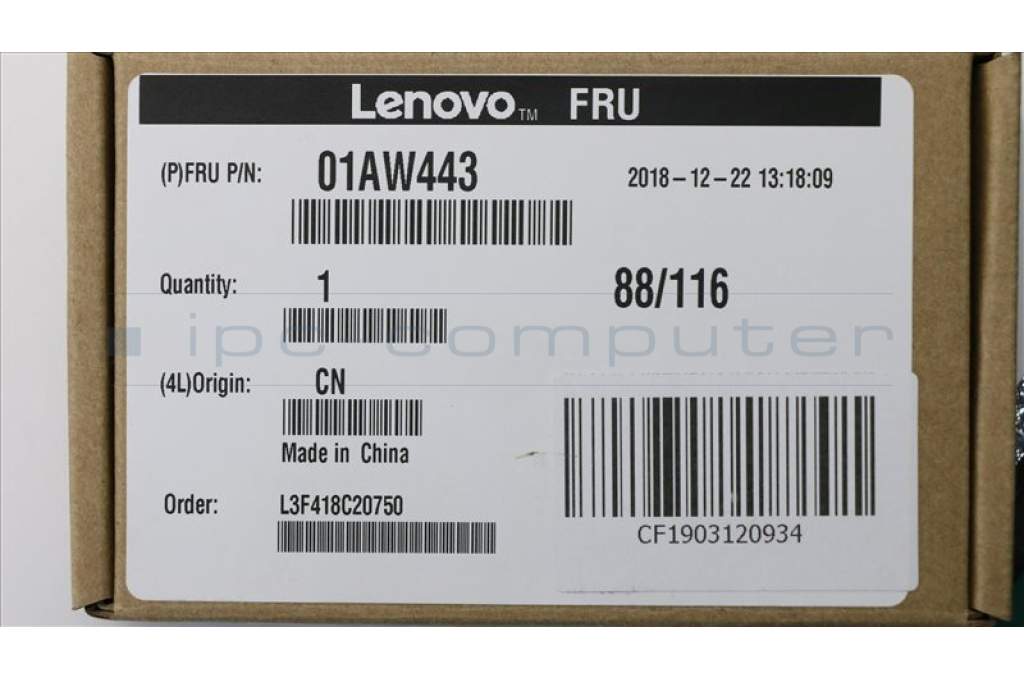 Lenovo™ FRU
(P)FRU P/N: 01AW443 2018-12-22 13:18:09
Quantity: 1 88/116
ipc computer
(4L)Origin: CN
Made in China
Order: L3F418C20750
CF1903120934